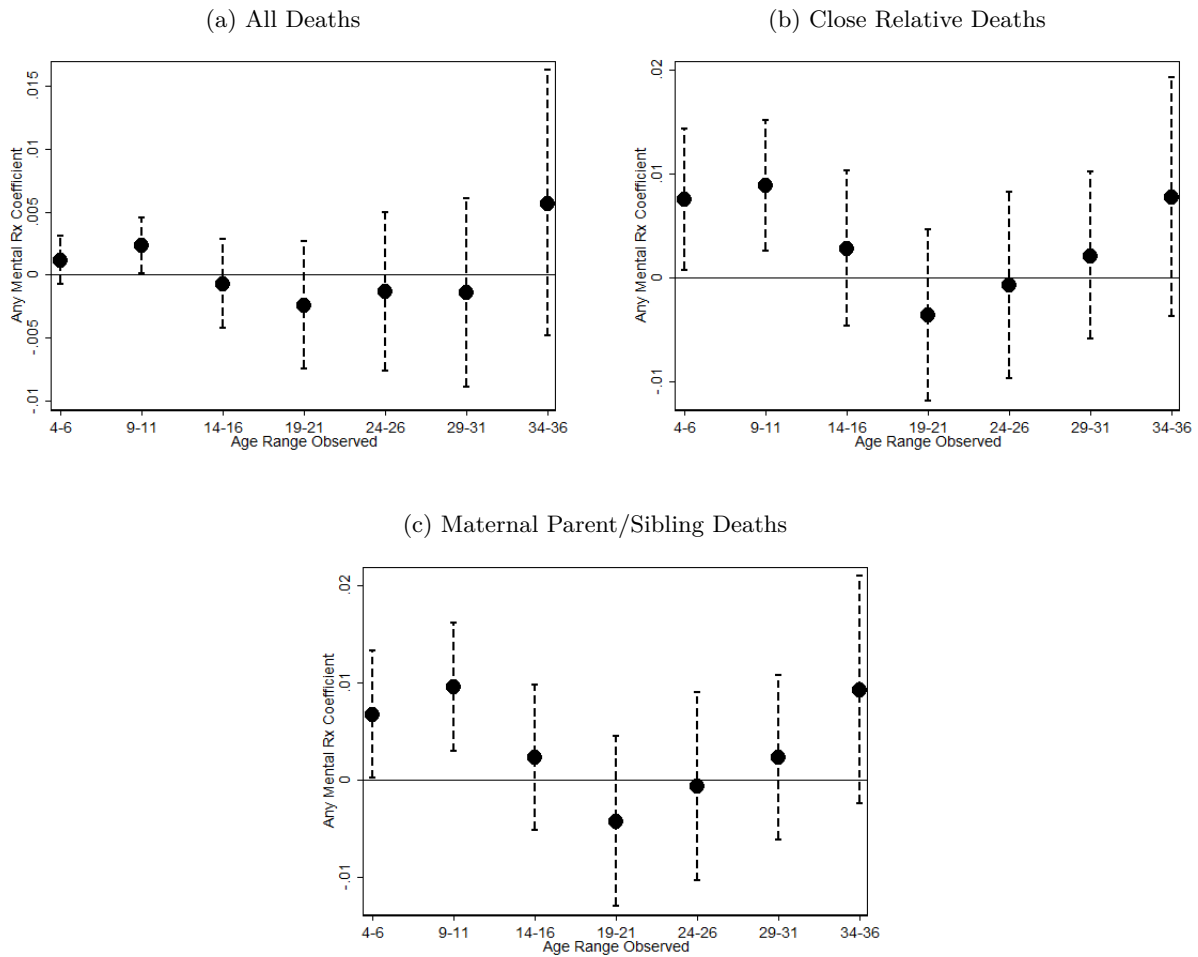 (a) All Deaths
Any Mental Rx Coefficient
.015
.01
.005
0
-.005
-.01
4-6 9-11 14-16 19-21 24-26 29-31 34-36
Age Range Observed
(b) Close Relative Deaths
Any Mental Rx Coefficient
.02
.01
0
-.01
4-6 9-11 14-16 19-21 24-26 29-31 34-36
Age Range Observed
(c) Maternal Parent/Sibling Deaths
Any Mental Rx Coefficient
.02
.01
0
-.01
4-6 9-11 14-16 19-21 24-26 29-31 34-36
Age Range Observed